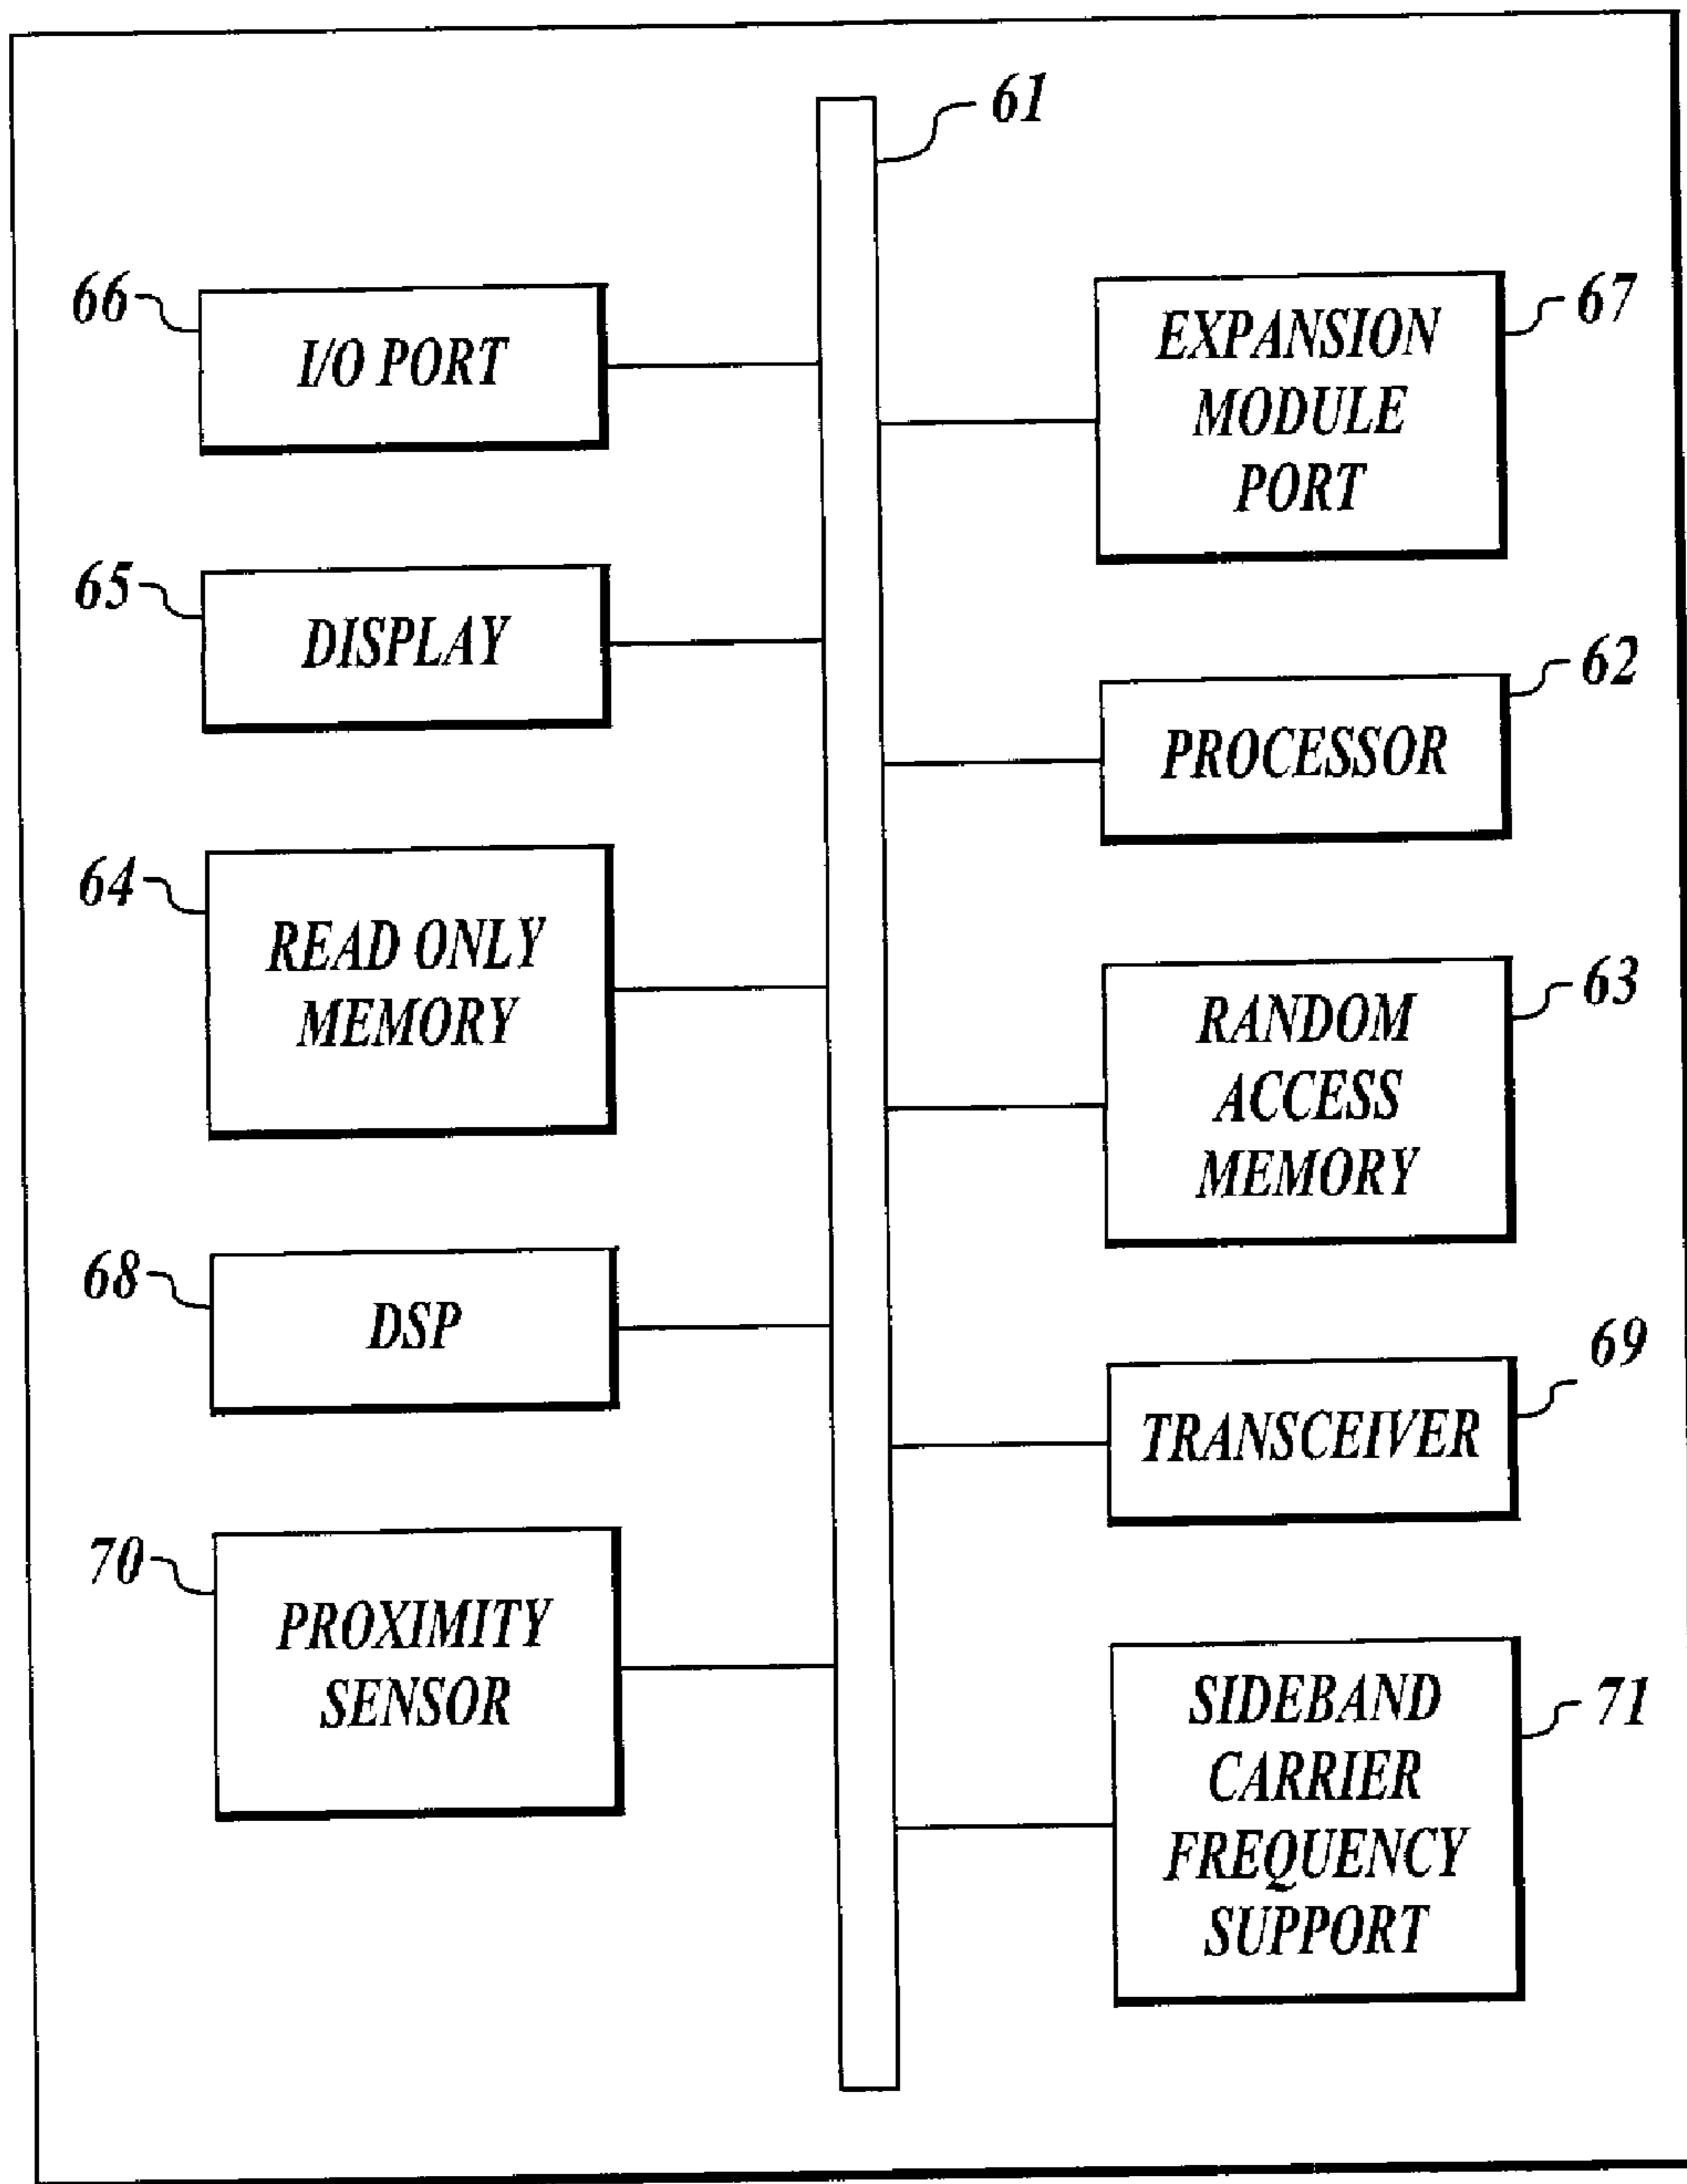 61
66
I/O PORT
67
EXPANSION
MODULE
PORT
65
DISPLAY
62
PROCESSOR
64
READ ONLY
MEMORY
63
RANDOM
ACCESS
MEMORY
68
DSP
69
TRANSCEIVER
70
PROXIMITY
SENSOR
71
SIDEBAND
CARRIER
FREQUENCY
SUPPORT